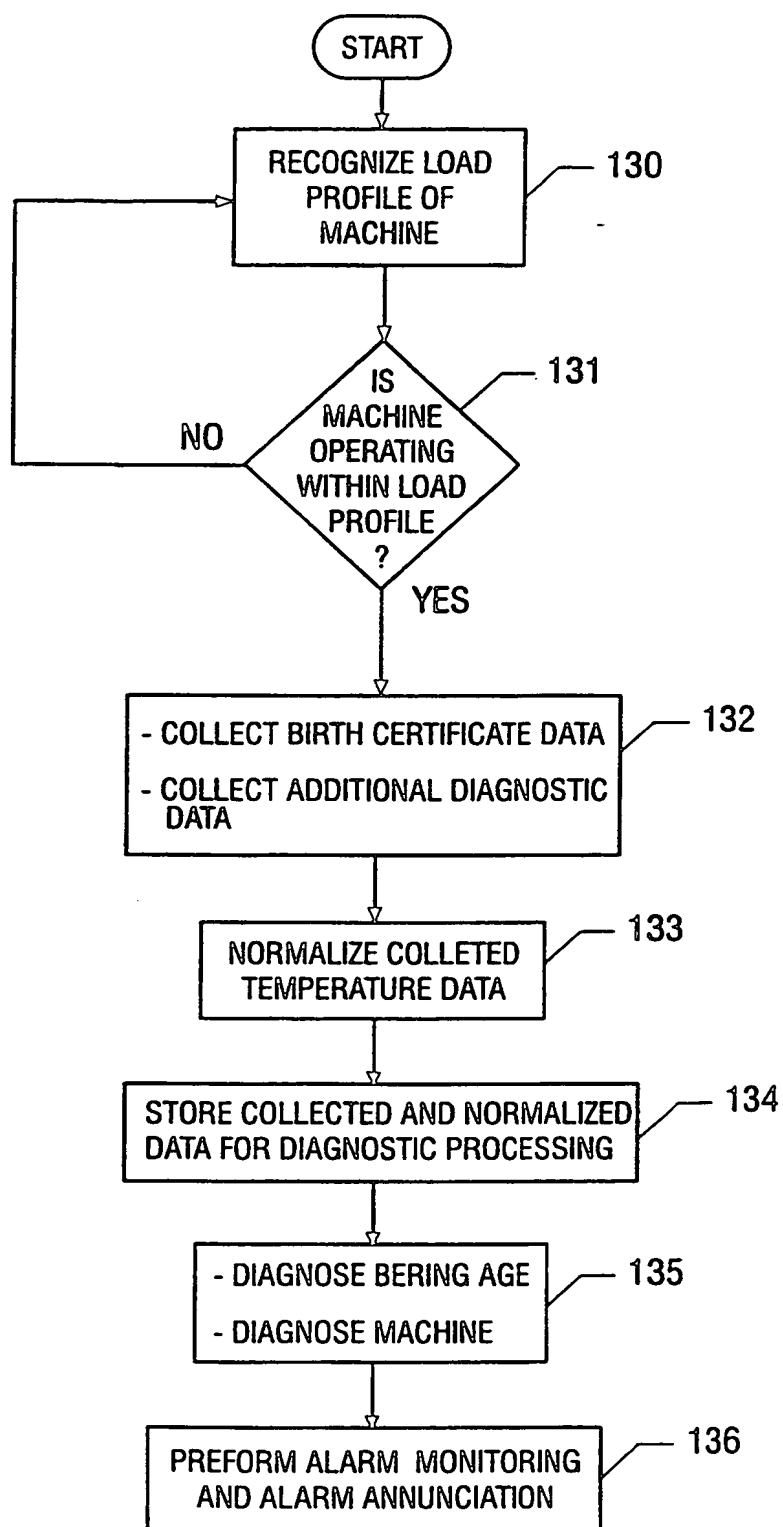 START
RECOGNIZE LOAD
PROFILE OF
MACHINE
130
IS
MACHINE
OPERATING
WITHIN LOAD
PROFILE
?
131
NO
YES
- COLLECT BIRTH CERTIFICATE DATA
- COLLECT ADDITIONAL DIAGNOSTIC
DATA
132
NORMALIZE COLLETED
TEMPERATURE DATA
133
STORE COLLECTED AND NORMALIZED
DATA FOR DIAGNOSTIC PROCESSING
134
- DIAGNOSE BERING AGE
- DIAGNOSE MACHINE
135
PREFORM ALARM MONITORING
AND ALARM ANNUNCIATION
136